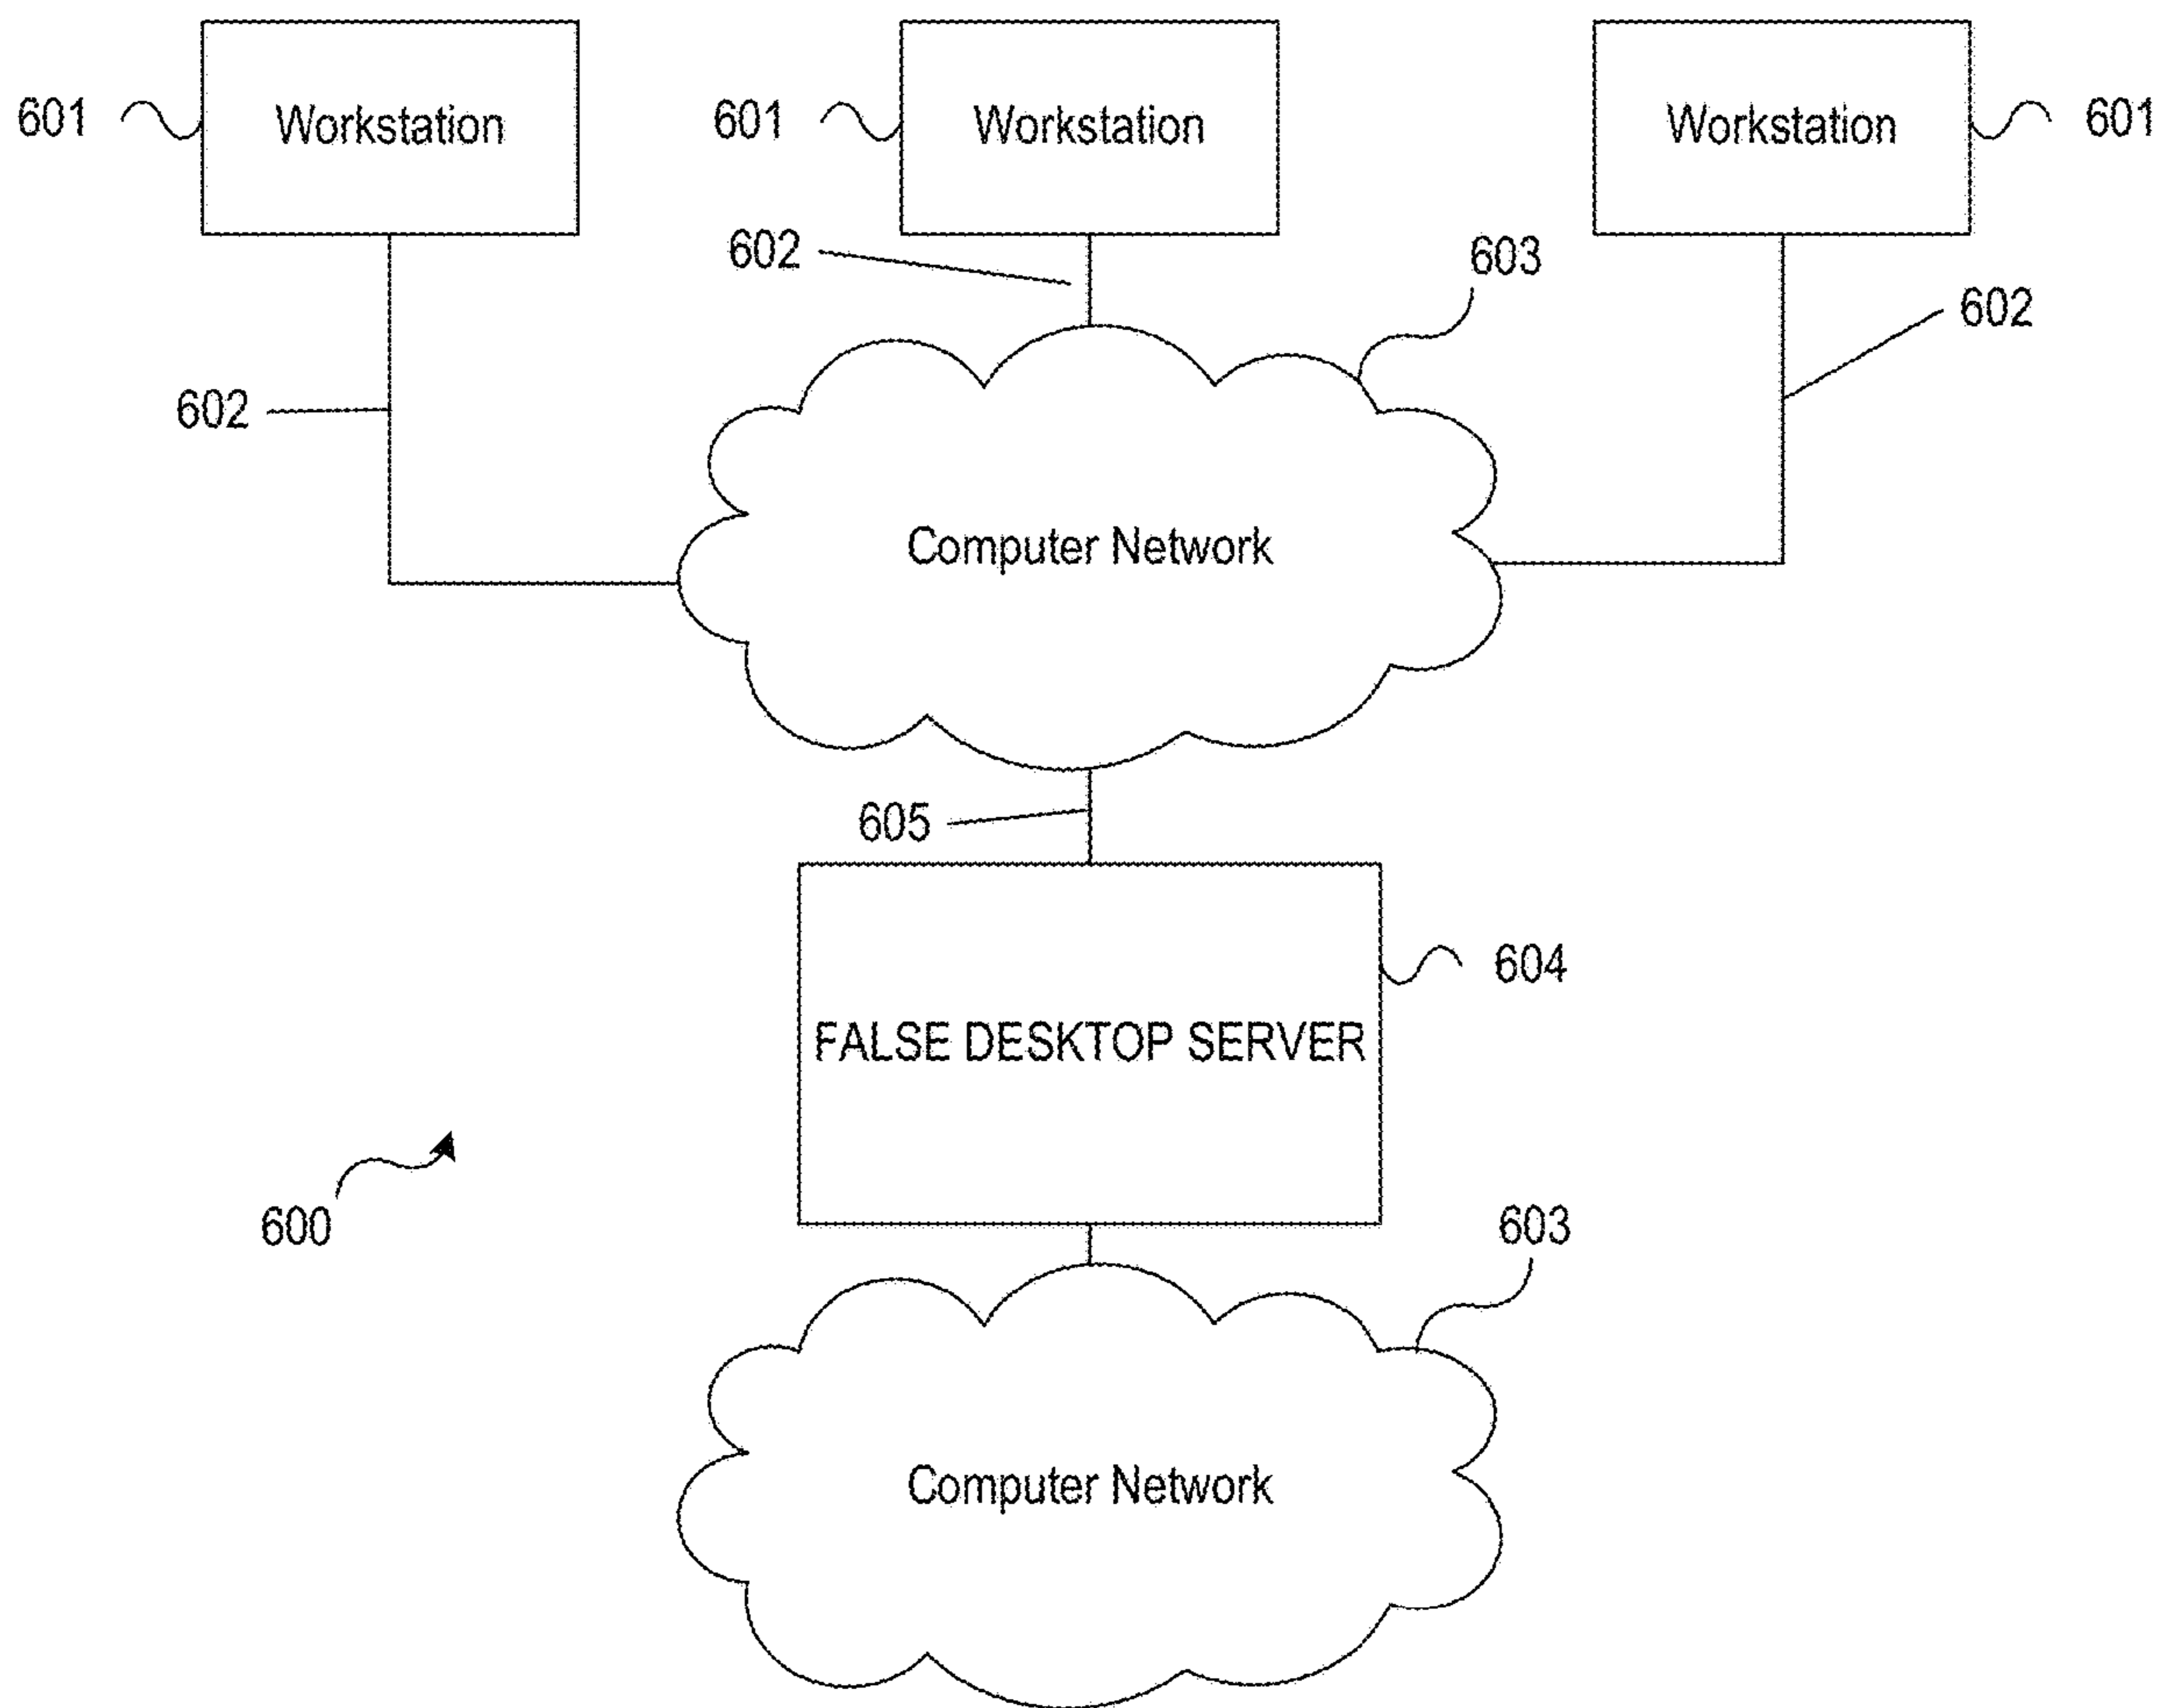 601
Workstation
601
Workstation
Workstation
601
602
603
602
602
Computer Network
605
604
FALSE DESKTOP SERVER
600
603
Computer Network